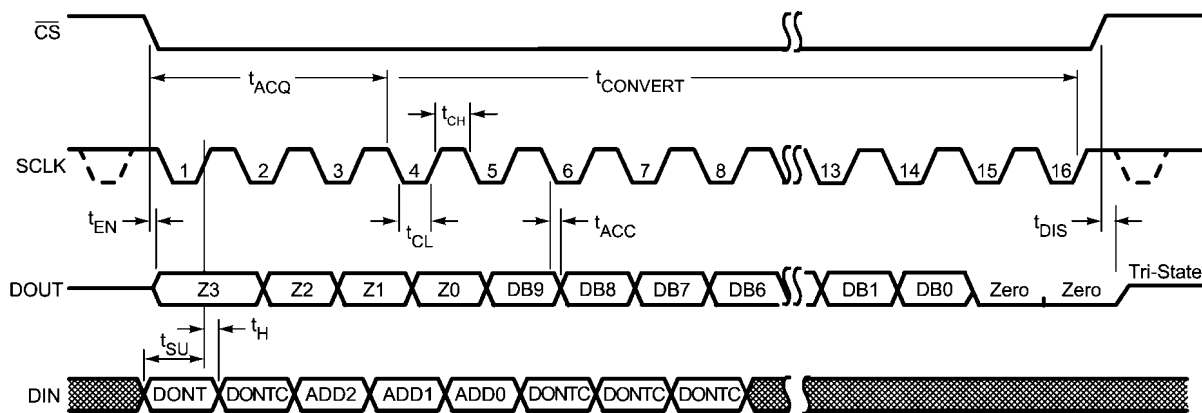 CS
tACQ
tCONVERT
tCH
SCLK
1 2 3 4 5 6 7 8 13 14 15 16
tEN
tCL
tACC
tDIS
Tri-State
DOUT
Z3 Z2 Z1 Z0 DB9 DB8 DB7 DB6 DB1 DB0 Zero Zero
tSU
tH
DIN
DONT DONTC ADD2 ADD1 ADD0 DONTC DONTC DONTC